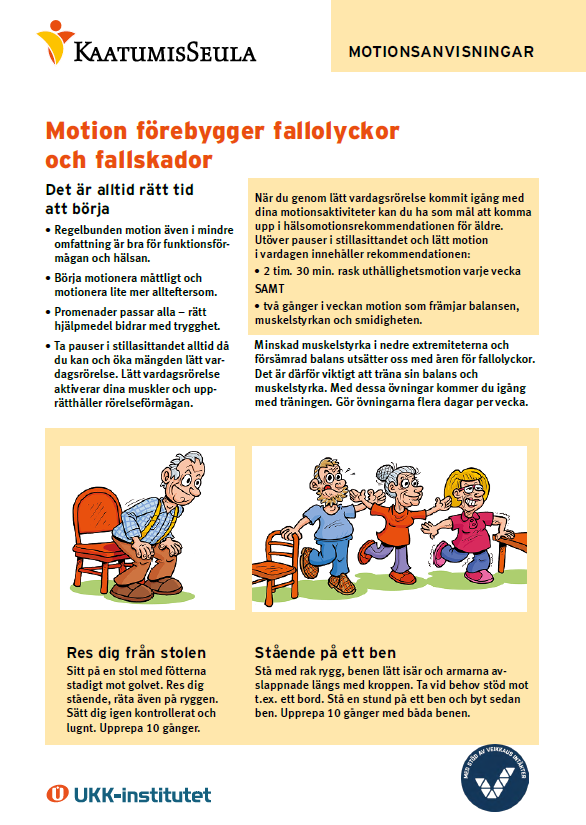 KAATUMISSEULA
MOTIONSANVISNINGAR
Motion förebygger fallolyckor
och fallskador
Det är alltid rätt tid
att börja
• Regelbunden motion även i mindre
omfattning är bra för funktionsför-
mågan och hälsan.
• Börja motionera måttligt och
motionera lite mer allteftersom.
• Promenader passar alla – rätt
hjälpmedel bidrar med trygghet.
• Ta pauser i stillasittandet alltid då
du kan och öka mängden lätt var-
dagsrörelse. Lätt vardagsrörelse
aktiverar dina muskler och upp-
rätthåller rörelseförmågan.
När du genom lätt vardagsrörelse kommit igång med
dina motionsaktiviteter kan du ha som mål att komma
upp i hälsomotionsrekommendationen för äldre.
Utöver pauser i stillasittandet och lätt motion
i vardagen innehåller rekommendationen:
• 2 tim. 30 min. rask uthållighetsmotion varje vecka
SAMT
• två gånger i veckan motion som främjar balansen,
muskelstyrkan och smidigheten.
Minskad muskelstyrka i nedre extremiteterna och
försämrad balans utsätter oss med åren för fallolyckor.
Det är därför viktigt att träna sin balans och
muskelstyrka. Med dessa övningar kommer du igång
med träningen. Gör övningarna flera dagar per vecka.
Res dig från stolen
Sitt på en stol med fötterna
stadigt mot golvet. Res dig
stående, räta även på ryggen.
Sätt dig igen kontrollerat och
lugnt. Upprepa 10 gånger.
Stående på ett ben
Stå med rak rygg, benen lätt isär och armarna av-
slappnade längs med kroppen. Ta vid behov stöd mot
t.ex. ett bord. Stå en stund på ett ben och byt sedan
ben. Upprepa 10 gånger med båda benen.
UKK-institutet
MED STÖD AV VEIKKAUS INTÄKTER